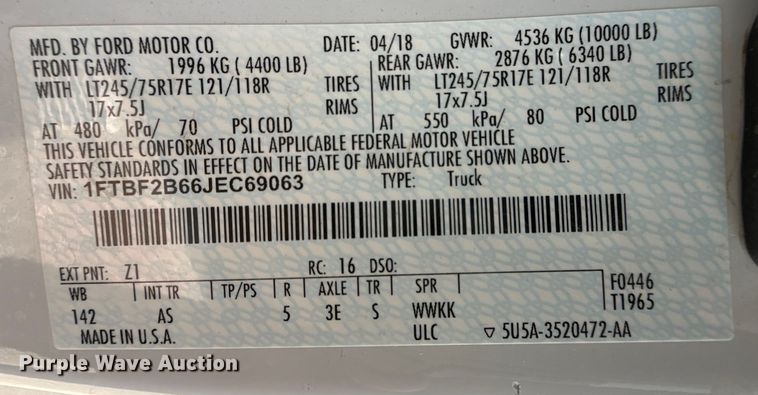 MFD. BY FORD MOTOR CO. DATE: 04/18 GVWR: 4536 KG (10000 LB)
FRONT GAWR: 1996 KG ( 4400 LB) REAR GAWR: 2876 KG ( 6340 LB)
WITH LT245/75R17E 121/118R TIRES WITH LT245/75R17E 121/118R TIRES
17x7.5J RIMS 17x7.5J RIMS
AT 480 kPa/ 70 PSI COLD AT 550 kPa/ 80 PSI COLD
THIS VEHICLE CONFORMS TO ALL APPLICABLE FEDERAL MOTOR VEHICLE
SAFETY STANDARDS IN EFFECT ON THE DATE OF MANUFACTURE SHOWN ABOVE.
VIN: 1FTBF2B66JEC69063 TYPE: Truck
EXT PNT: Z1 RC: 16 DSO:
WB INT TR TP/PS R AXLE TR SPR F0446
142 AS 5 3E S WWKK T1965
MADE IN U.S.A. ULC ▽ 5U5A-3520472-AA
Purple Wave Auction